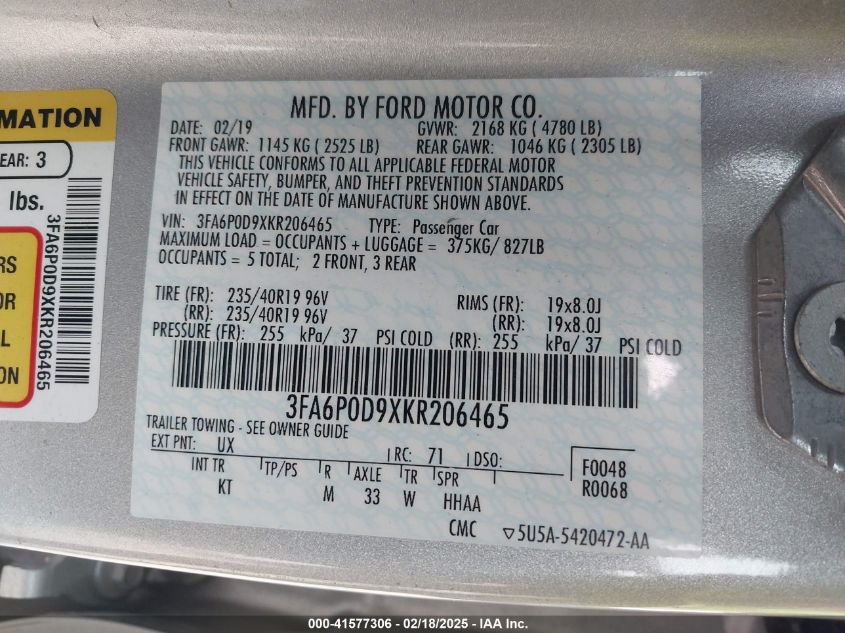 MATION
EAR: 3
lbs.
3FA6P0D9XKR206465
RS
OR
L
ON
MFD. BY FORD MOTOR CO.
DATE: 02/19 GVWR: 2168 KG ( 4780 LB)
FRONT GAWR: 1145 KG ( 2525 LB) REAR GAWR: 1046 KG ( 2305 LB)
THIS VEHICLE CONFORMS TO ALL APPLICABLE FEDERAL MOTOR
VEHICLE SAFETY, BUMPER, AND THEFT PREVENTION STANDARDS
IN EFFECT ON THE DATE OF MANUFACTURE SHOWN ABOVE.
VIN: 3FA6P0D9XKR206465 TYPE: Passenger Car
MAXIMUM LOAD = OCCUPANTS + LUGGAGE = 375KG/ 827LB
OCCUPANTS = 5 TOTAL; 2 FRONT, 3 REAR
TIRE (FR): 235/40R19 96V RIMS (FR): 19x8.0J
(RR): 235/40R19 96V (RR): 19x8.0J
PRESSURE (FR): 255 kPa/ 37 PSI COLD (RR): 255 kPa/ 37 PSI COLD
3FA6P0D9XKR206465
TRAILER TOWING - SEE OWNER GUIDE
EXT PNT: UX RC: 71 DSO: F0048
INT TR TP/PS R AXLE TR SPR R0068
KT M 33 W HHAA
CMC ▽5U5A-5420472-AA
000-41577306 - 02/18/2025 - IAA Inc.